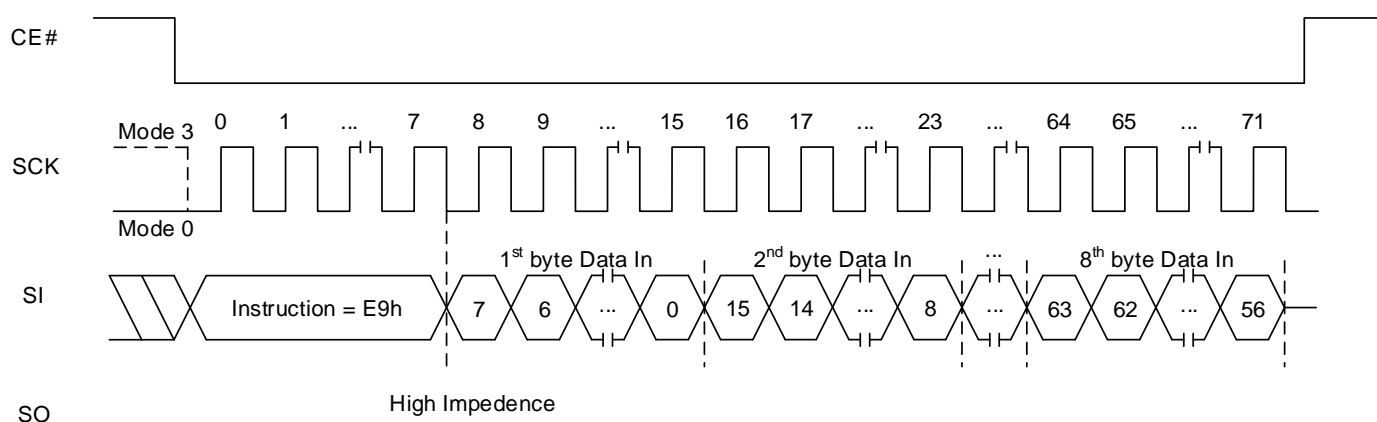 CE#
0 1 ... 7 8 9 ... 15 16 17 ... 23 ... 64 65 ... 71
Mode 3
SCK
Mode 0
1st byte Data In 2nd byte Data In ... 8th byte Data In
SI Instruction = E9h 7 6 ... 0 15 14 ... 8 ... 63 62 ... 56
High Impedence
SO